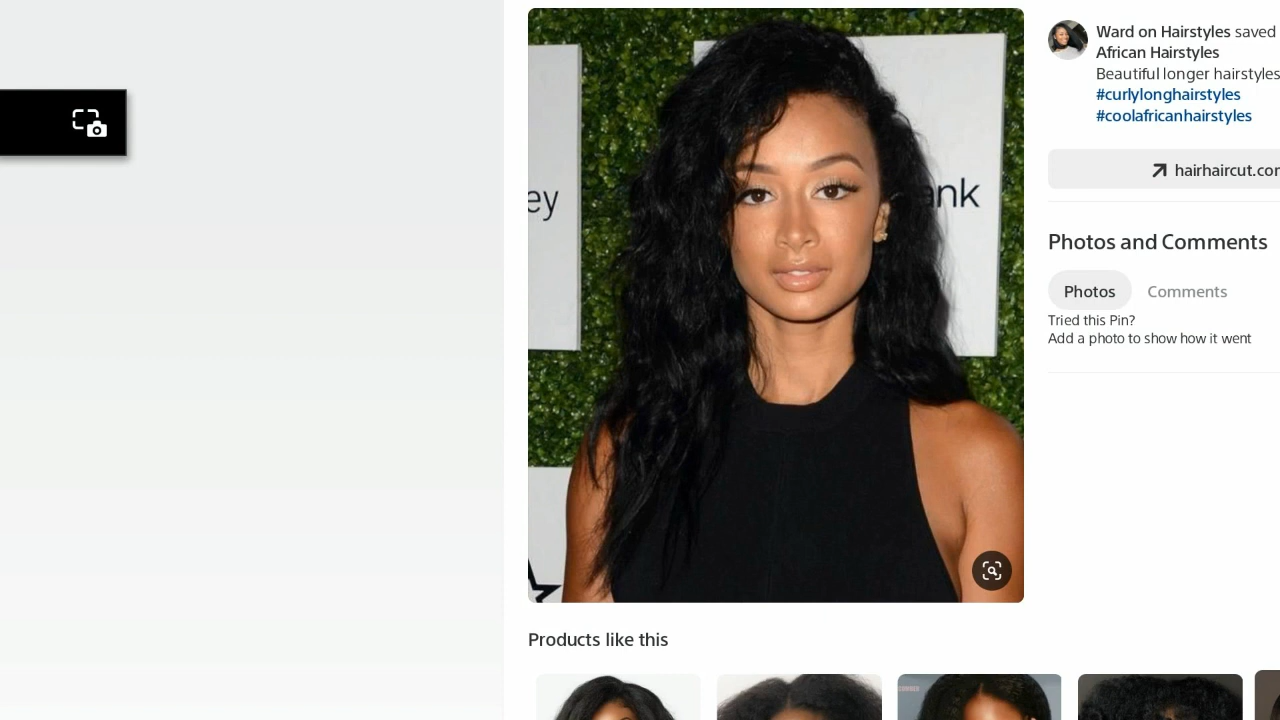 ey
ank
Ward on Hairstyles saved
African Hairstyles
Beautiful longer hairstyles
#curlylonghairstyles
#coolafricanhairstyles
hairhaircut.com
Photos and Comments
Photos Comments
Tried this Pin?
Add a photo to show how it went
Products like this